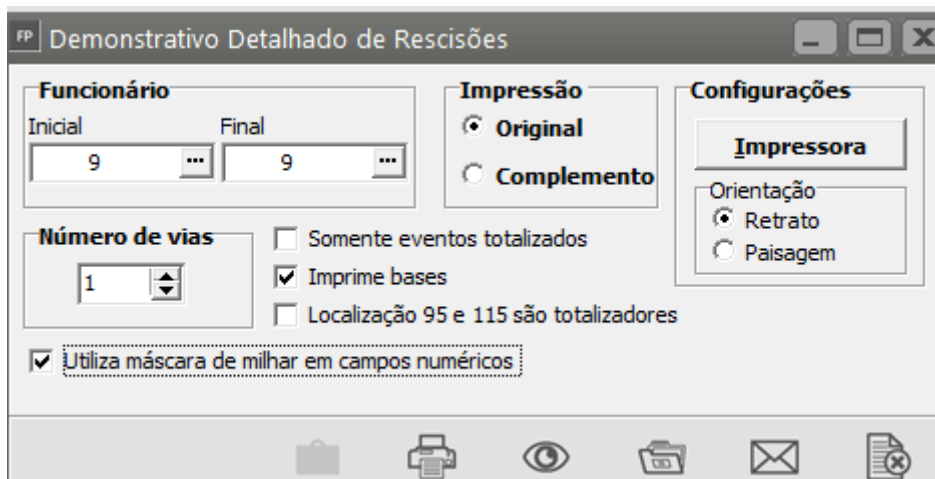 FP Demonstrativo Detalhado de Rescisões
Funcionário
Inicial Final
9 ... 9 ...
Impressão
Original
Complemento
Configurações
Impressora
Orientação
Retrato
Paisagem
Número de vias
1
Somente eventos totalizados
Imprime bases
Localização 95 e 115 são totalizadores
Utiliza máscara de milhar em campos numéricos